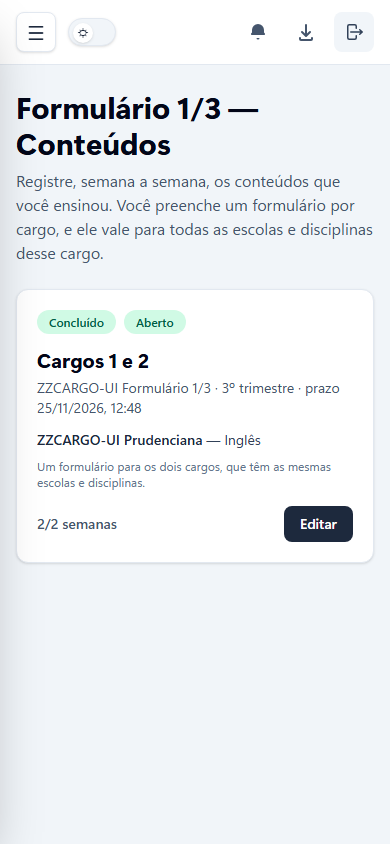 Formulário 1/3 —
Conteúdos
Registre, semana a semana, os conteúdos que
você ensinou. Você preenche um formulário por
cargo, e ele vale para todas as escolas e disciplinas
desse cargo.
Concluído Aberto
Cargos 1 e 2
ZZCARGO-UI Formulário 1/3 · 3º trimestre · prazo
25/11/2026, 12:48
ZZCARGO-UI Prudenciana — Inglês
Um formulário para os dois cargos, que têm as mesmas
escolas e disciplinas.
2/2 semanas Editar